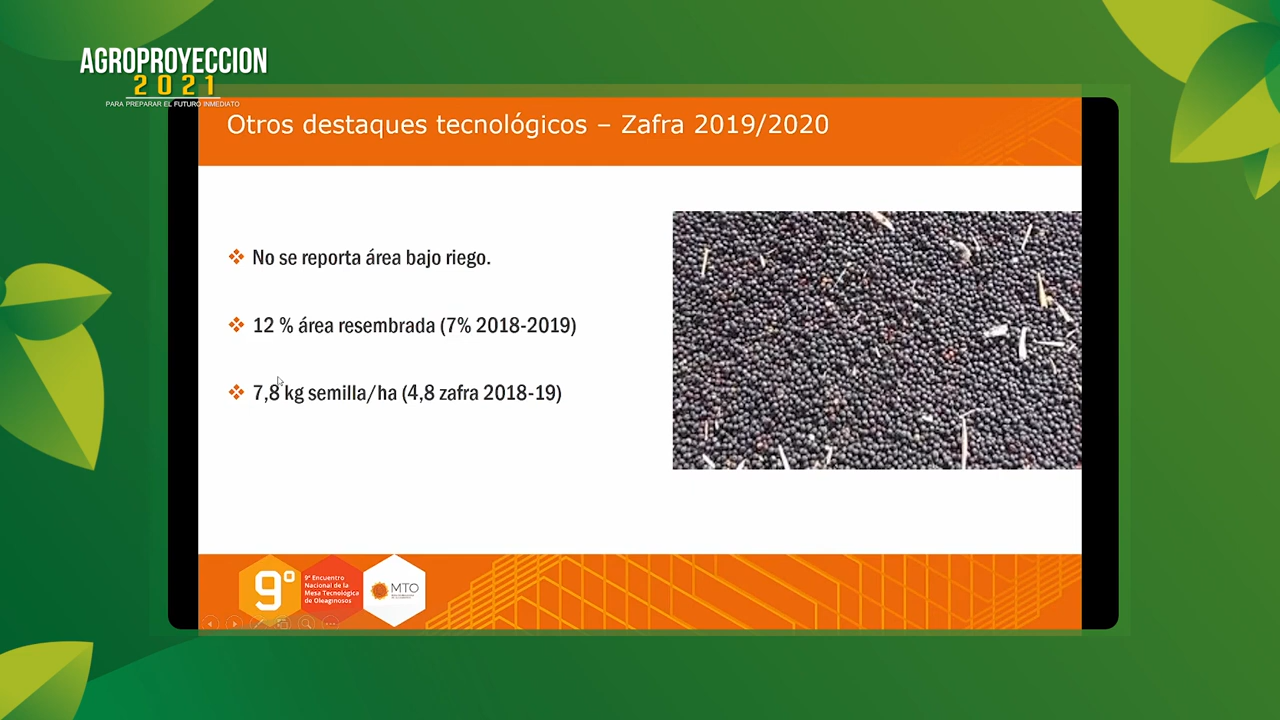 AGROPROYECCION
2021
PARA PREPARAR EL FUTURO INMEDIATO
Otros destaques tecnológicos – Zafra 2019/2020
No se reporta área bajo riego.
12 % área resembrada (7% 2018-2019)
7,8 kg semilla/ha (4,8 zafra 2018-19)
9º
9º Encuentro
Nacional de la
Mesa Tecnológica
de Oleaginosos
MTO